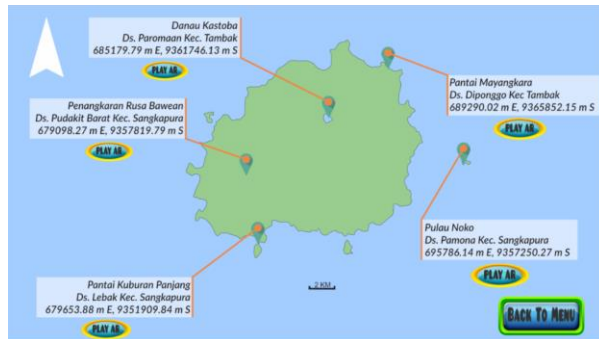 Danau Kastoba
Ds. Paromaan Kec. Tambak
685179.79 m E, 9361746.13 m S
PLAY AR
Pantai Mayangkara
Ds. Diponggo Kec Tambak
689290.02 m E, 9365852.15 m S
PLAY AR
Penangkaran Rusa Bawean
Ds. Pudakit Barat Kec. Sangkapura
679098.27 m E, 9357819.79 m S
PLAY AR
Pulau Noko
Ds. Pamona Kec. Sangkapura
695786.14 m E, 9357250.27 m S
PLAY AR
Pantai Kuburan Panjang
Ds. Lebak Kec. Sangkapura
679653.88 m E, 9351909.84 m S
PLAY AR
2 KM
BACK TO MENU